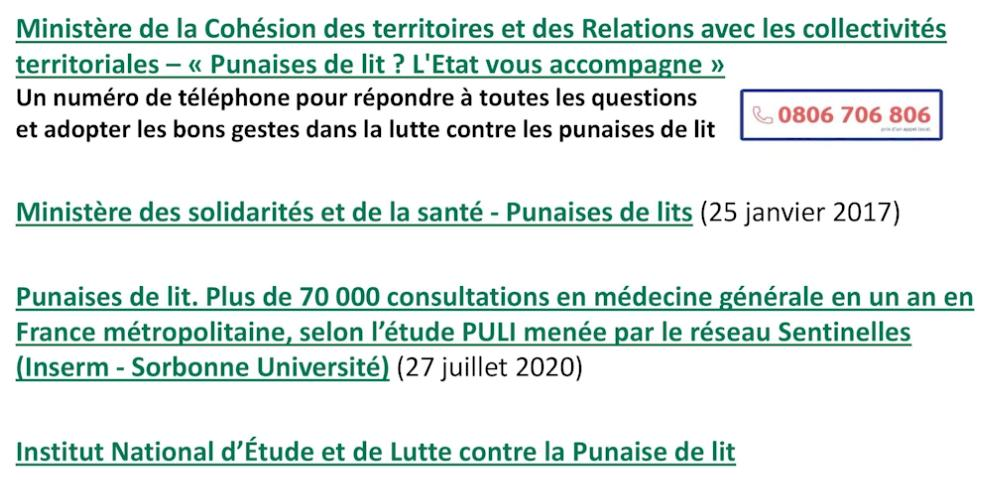 Ministère de la Cohésion des territoires et des Relations avec les collectivités
territoriales – « Punaises de lit ? L'Etat vous accompagne »
Un numéro de téléphone pour répondre à toutes les questions
et adopter les bons gestes dans la lutte contre les punaises de lit
0806 706 806
prix d'un appel local
Ministère des solidarités et de la santé - Punaises de lits (25 janvier 2017)
Punaises de lit. Plus de 70 000 consultations en médecine générale en un an en
France métropolitaine, selon l’étude PULI menée par le réseau Sentinelles
(Inserm - Sorbonne Université) (27 juillet 2020)
Institut National d’Étude et de Lutte contre la Punaise de lit